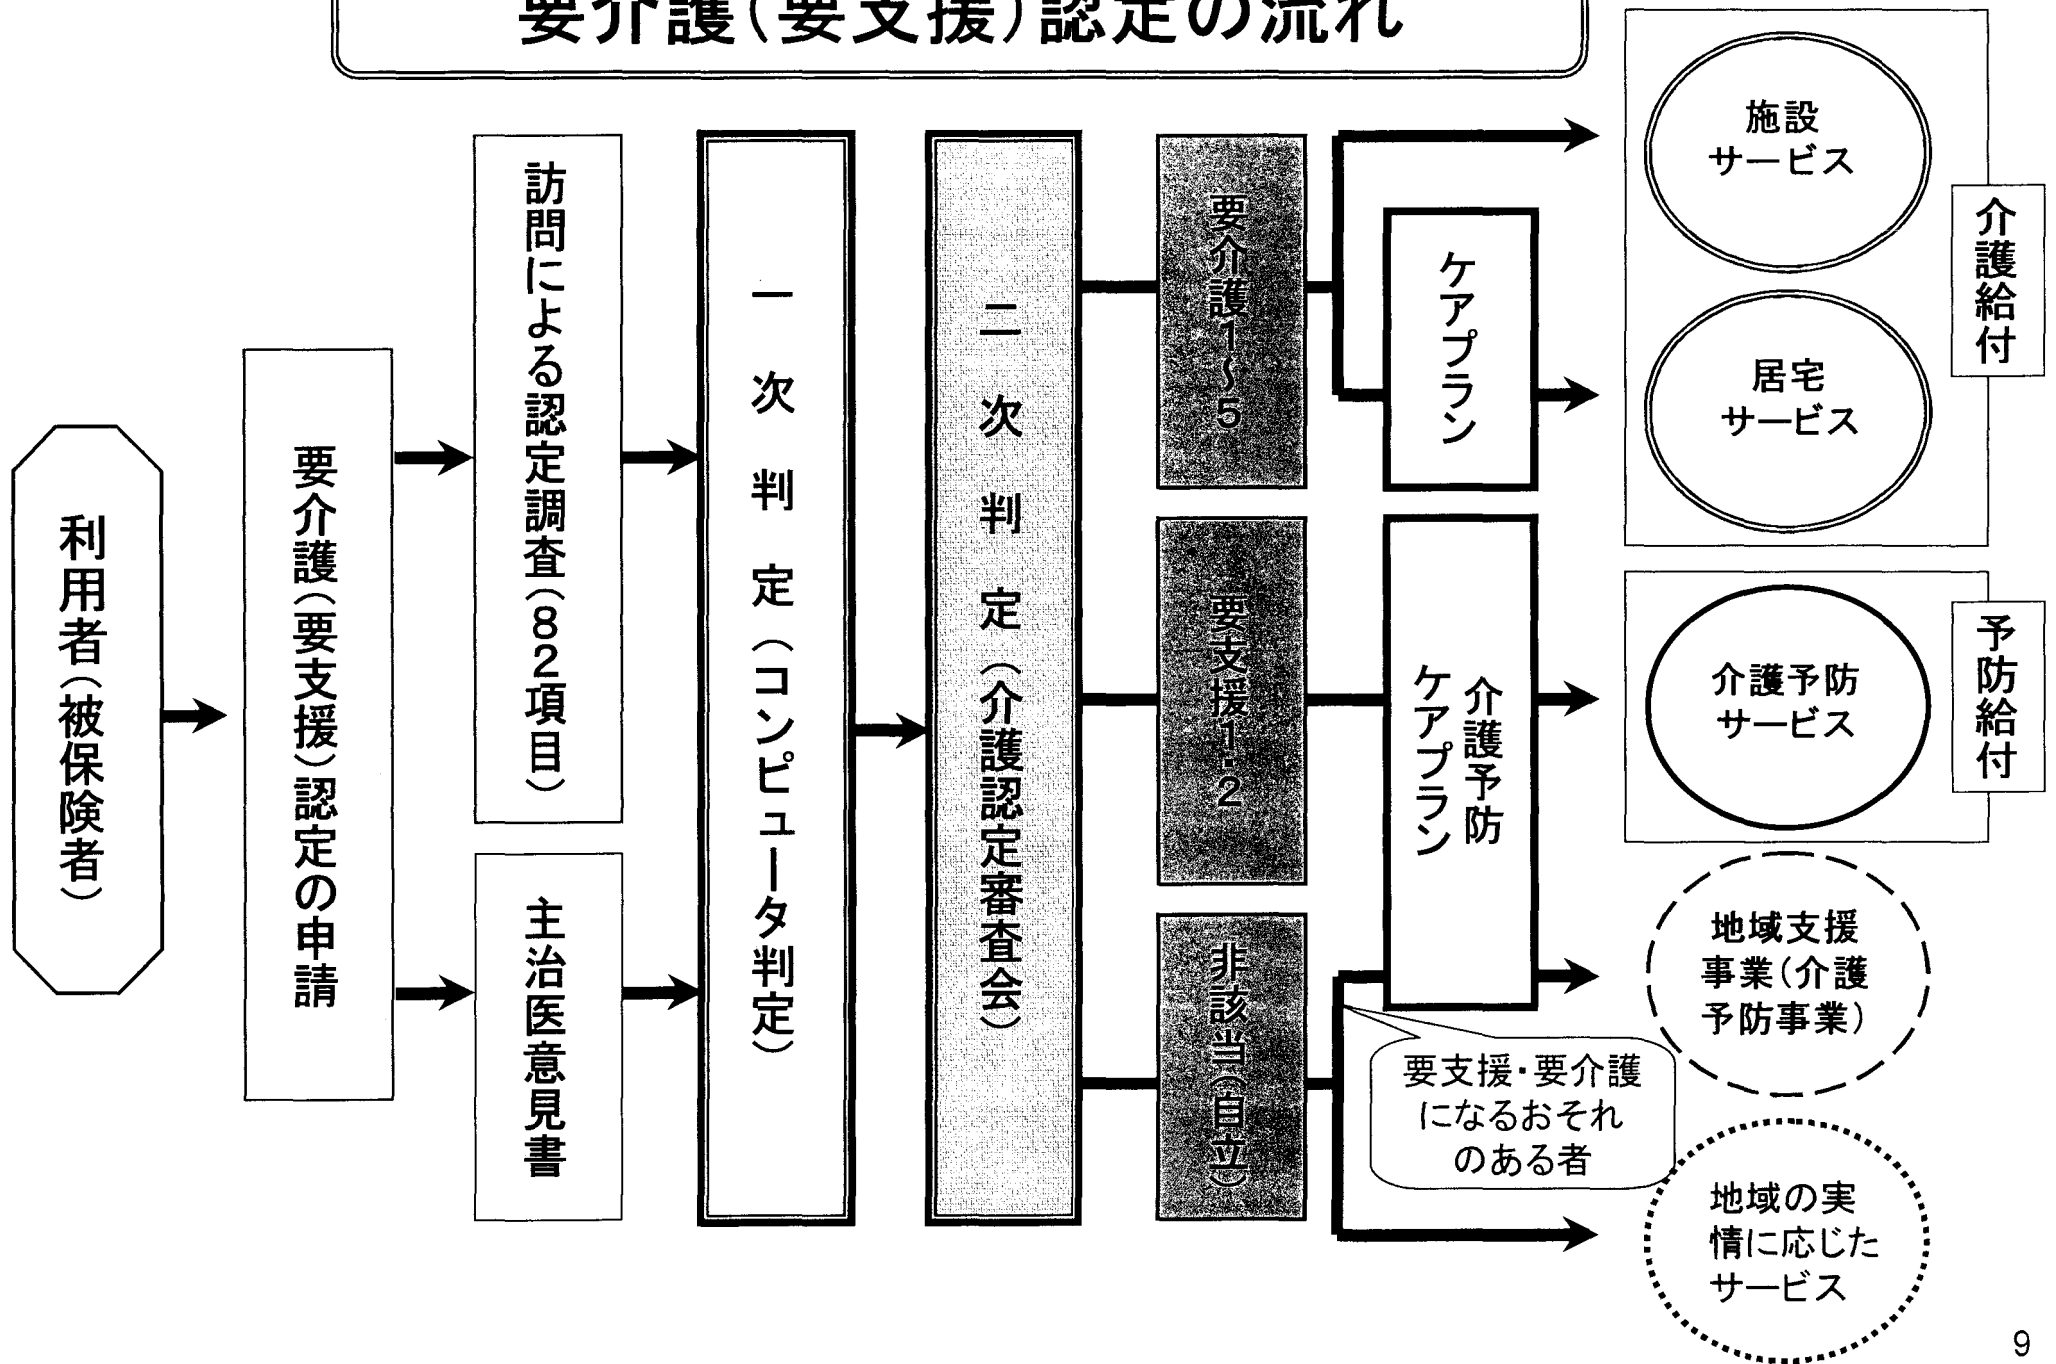 要介護（要支援）認定の流れ
利用者（被保険者）
要介護（要支援）認定の申請
訪問による認定調査（８２項目）
主治医意見書
一次判定（コンピュータ判定）
二次判定（介護認定審査会）
要介護１～５
要支援１・２
非該当（自立）
ケアプラン
介護予防
ケアプラン
要支援・要介護
になるおそれ
のある者
施設
サービス
居宅
サービス
介護給付
介護予防
サービス
予防給付
地域支援
事業（介護
予防事業）
地域の実
情に応じた
サービス
9